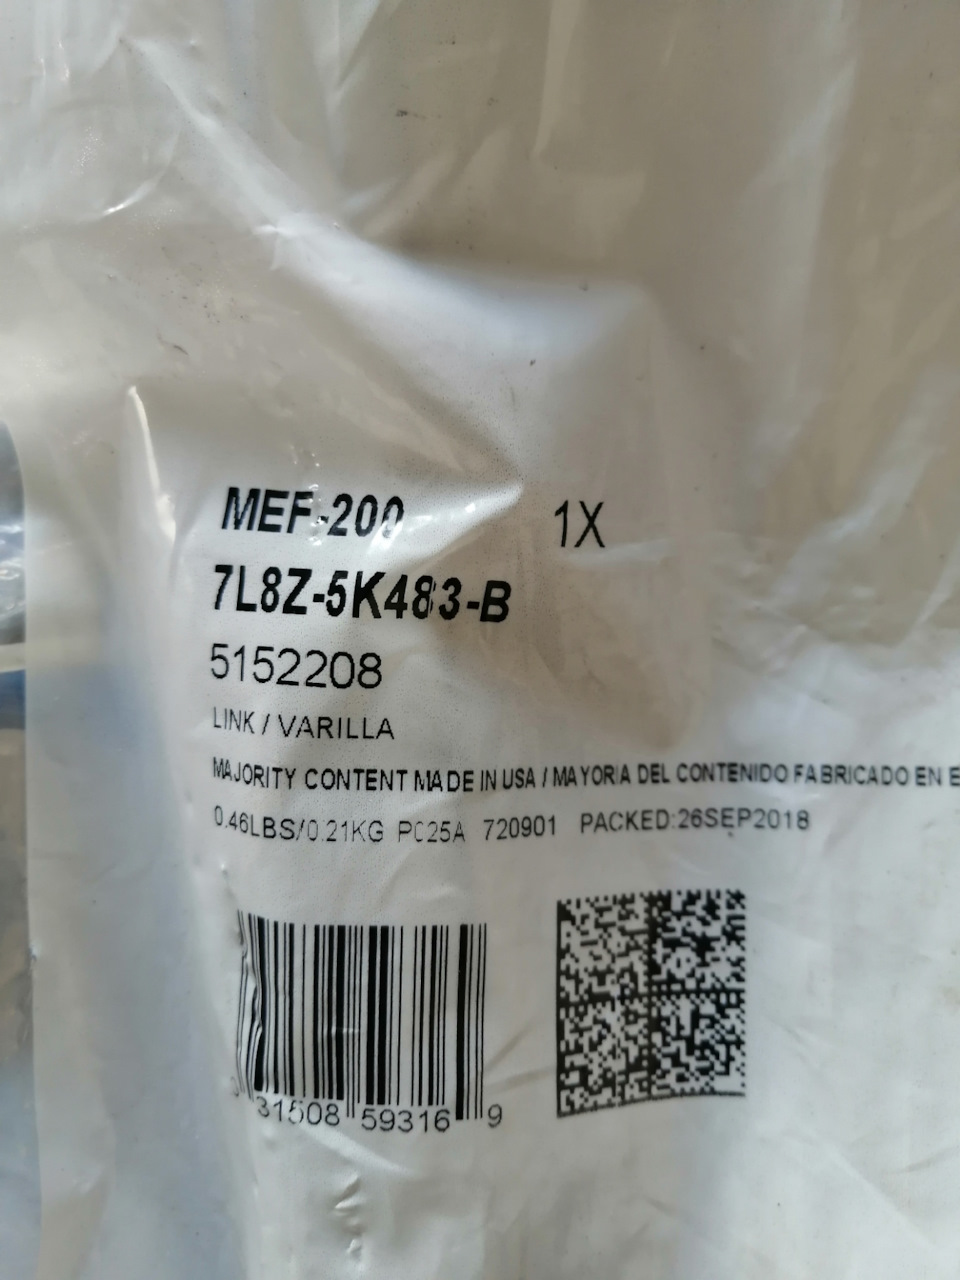 MEF-200 1X
7L8Z-5K483-B
5152208
LINK / VARILLA
MAJORITY CONTENT MADE IN USA / MAYORIA DEL CONTENIDO FABRICADO EN E
0.46LBS/0.21KG PC25A 720901 PACKED:26SEP2018
0 31508 59316 9